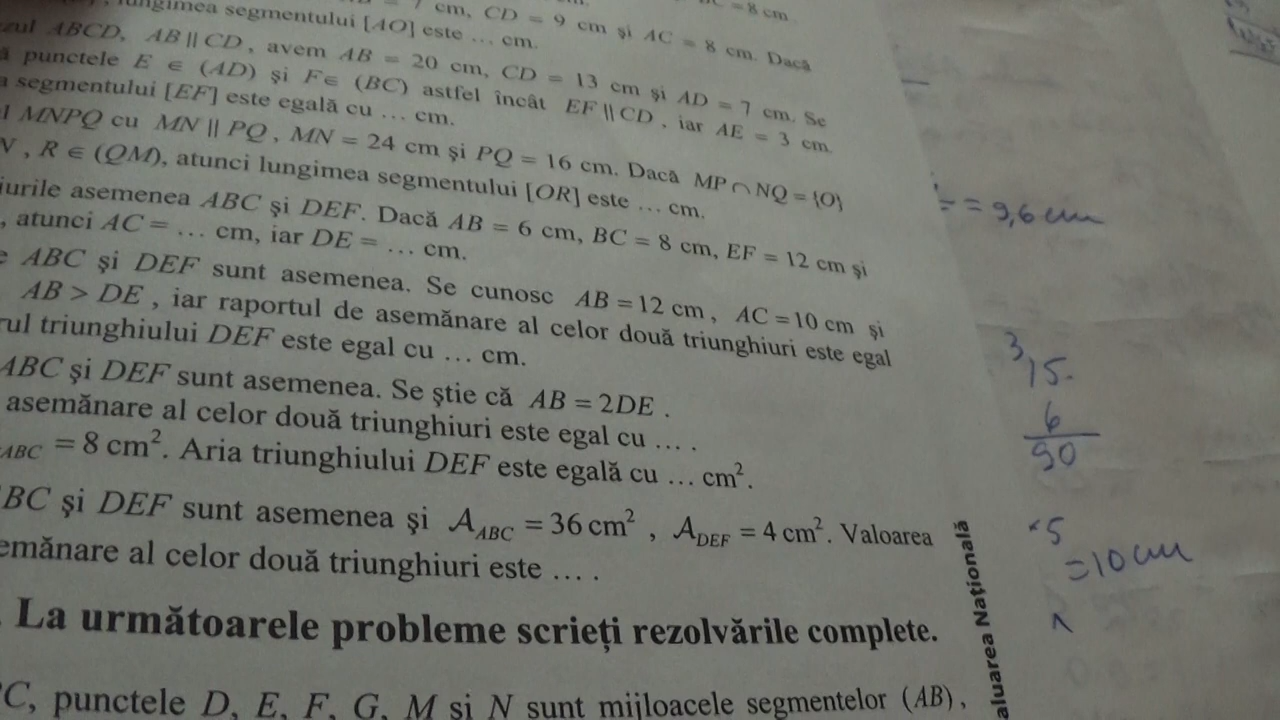 lungimea segmentului [AO] este ... cm.
cm, CD = 9 cm şi AC = 8 cm. Dacă
= 8 cm
ABCD, AB || CD, avem AB = 20 cm, CD = 13 cm şi AD = 7 cm. Se
punctele E ∈ (AD) şi F ∈ (BC) astfel încât EF || CD, iar AE = 3 cm.
segmentului [EF] este egală cu ... cm.
MNPQ cu MN || PQ, MN = 24 cm şi PQ = 16 cm. Dacă MP ∩ NQ = {O}
N, R ∈ (QM), atunci lungimea segmentului [OR] este ... cm.
iurile asemenea ABC şi DEF. Dacă AB = 6 cm, BC = 8 cm, EF = 12 cm şi
, atunci AC = ... cm, iar DE = ... cm.
e ABC şi DEF sunt asemenea. Se cunosc AB = 12 cm, AC = 10 cm şi
AB > DE, iar raportul de asemănare al celor două triunghiuri este egal
rul triunghiului DEF este egal cu ... cm.
ABC şi DEF sunt asemenea. Se ştie că AB = 2DE.
asemănare al celor două triunghiuri este egal cu ... .
ABC = 8 cm². Aria triunghiului DEF este egală cu ... cm².
BC şi DEF sunt asemenea şi A_ABC = 36 cm², A_DEF = 4 cm². Valoarea
emănare al celor două triunghiuri este ... .
La următoarele probleme scrieți rezolvările complete.
C, punctele D, E, F, G, M și N sunt mijloacele segmentelor (AB),
aluarea Națională
= 9,6 cm
3
15.
6
90
5
= 10 cm